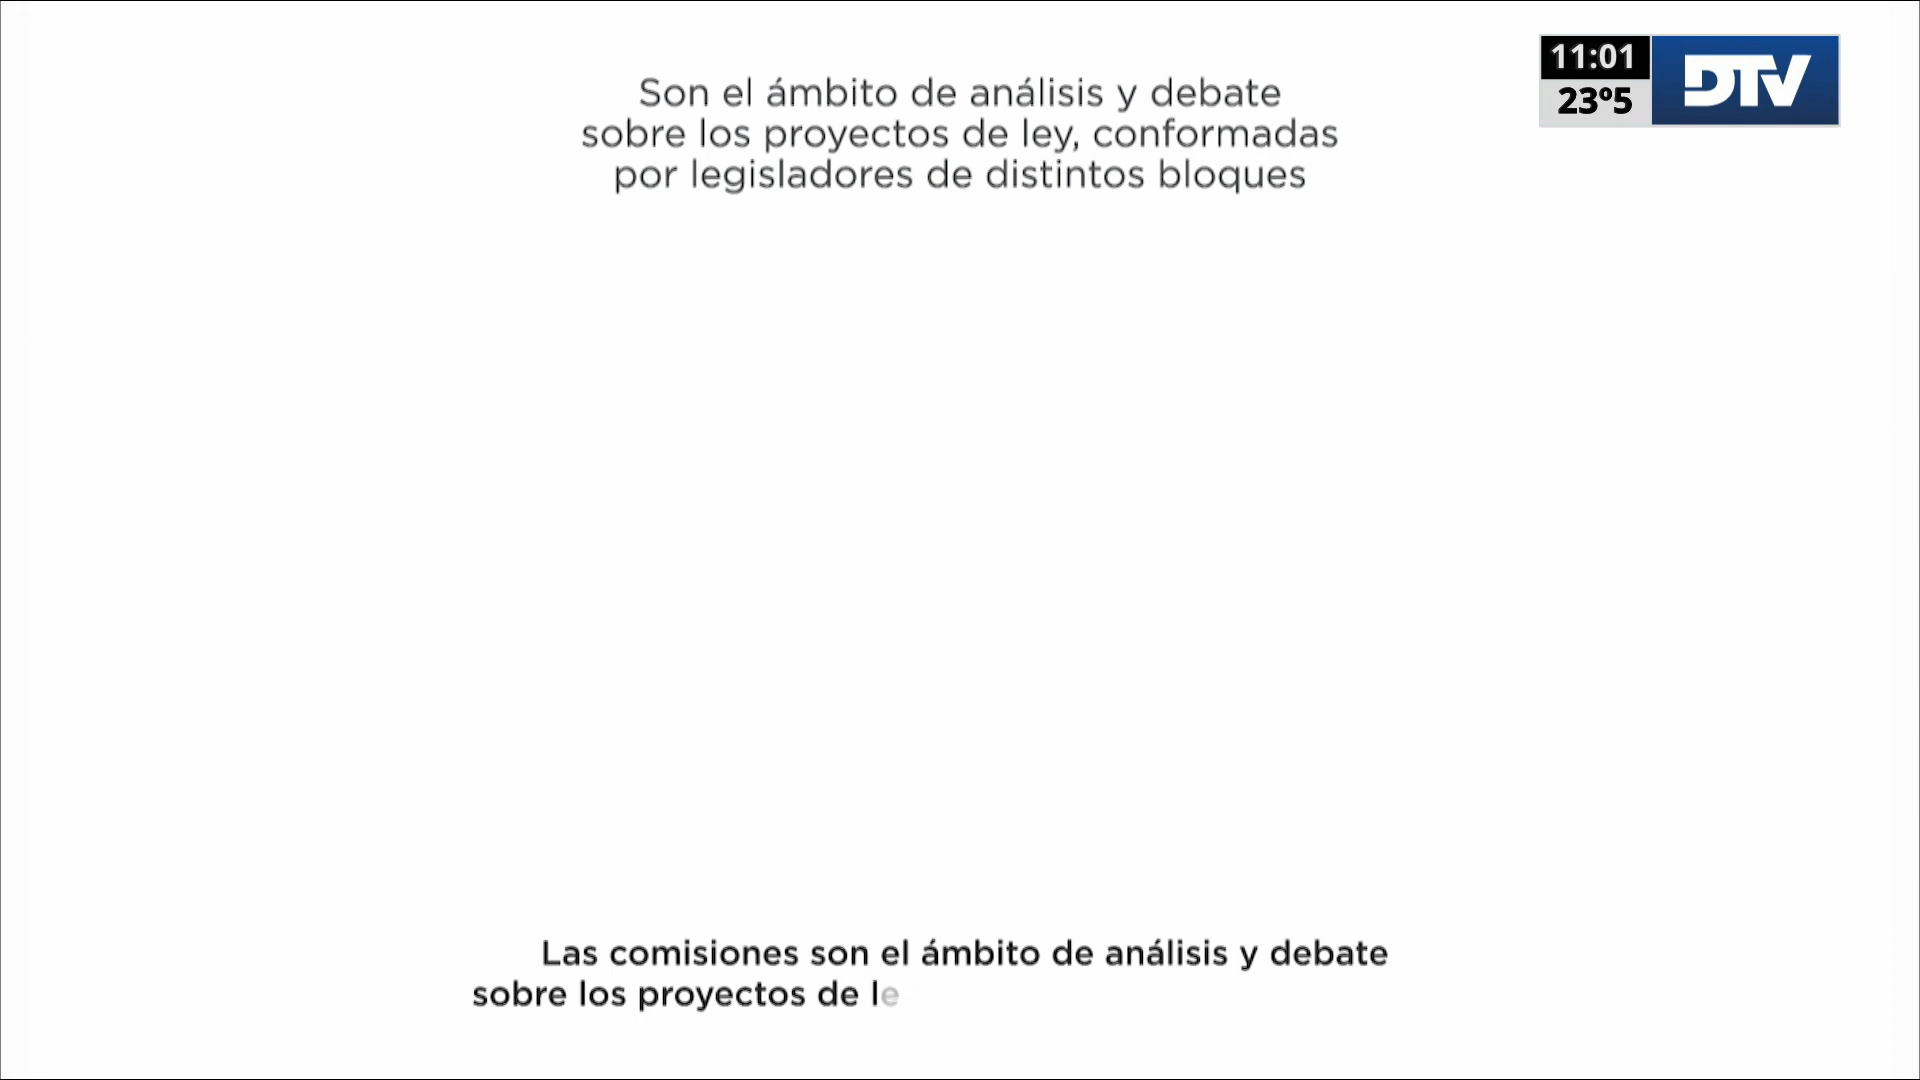 11:01
23º5
DTV
Son el ámbito de análisis y debate
sobre los proyectos de ley, conformadas
por legisladores de distintos bloques
Las comisiones son el ámbito de análisis y debate
sobre los proyectos de le